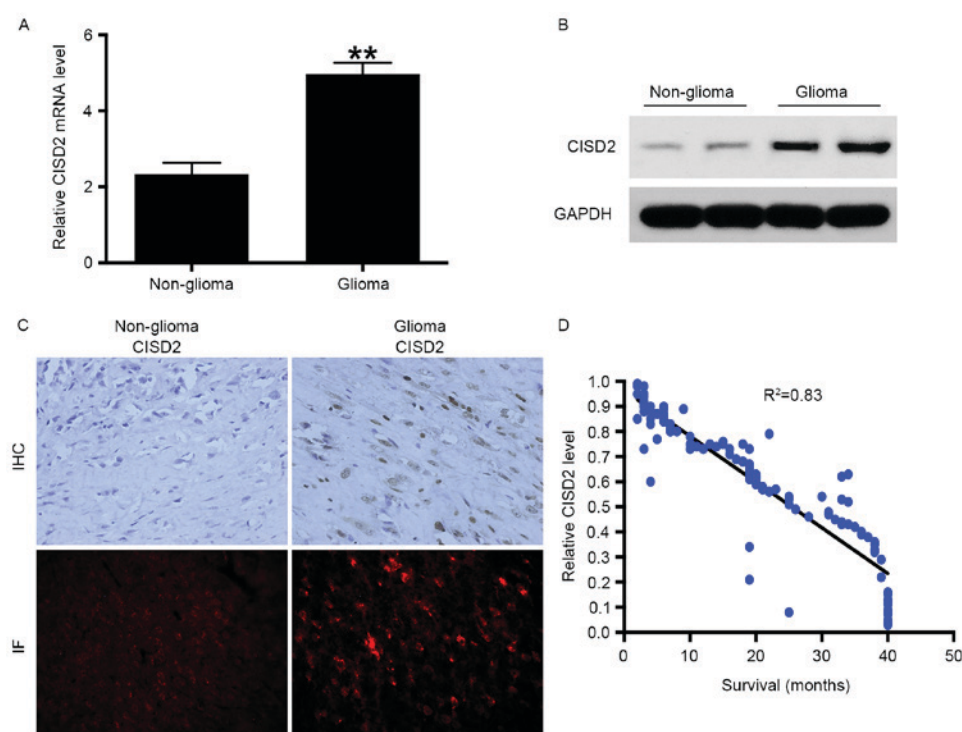 A
Relative CISD2 mRNA level
6
4
2
0
**
Non-glioma
Glioma
B
Non-glioma
Glioma
CISD2
GAPDH
C
Non-glioma
CISD2
Glioma
CISD2
IHC
IF
D
Relative CISD2 level
1.0
0.9
0.8
0.7
0.6
0.5
0.4
0.3
0.2
0.1
0.0
R²=0.83
0
10
20
30
40
50
Survival (months)